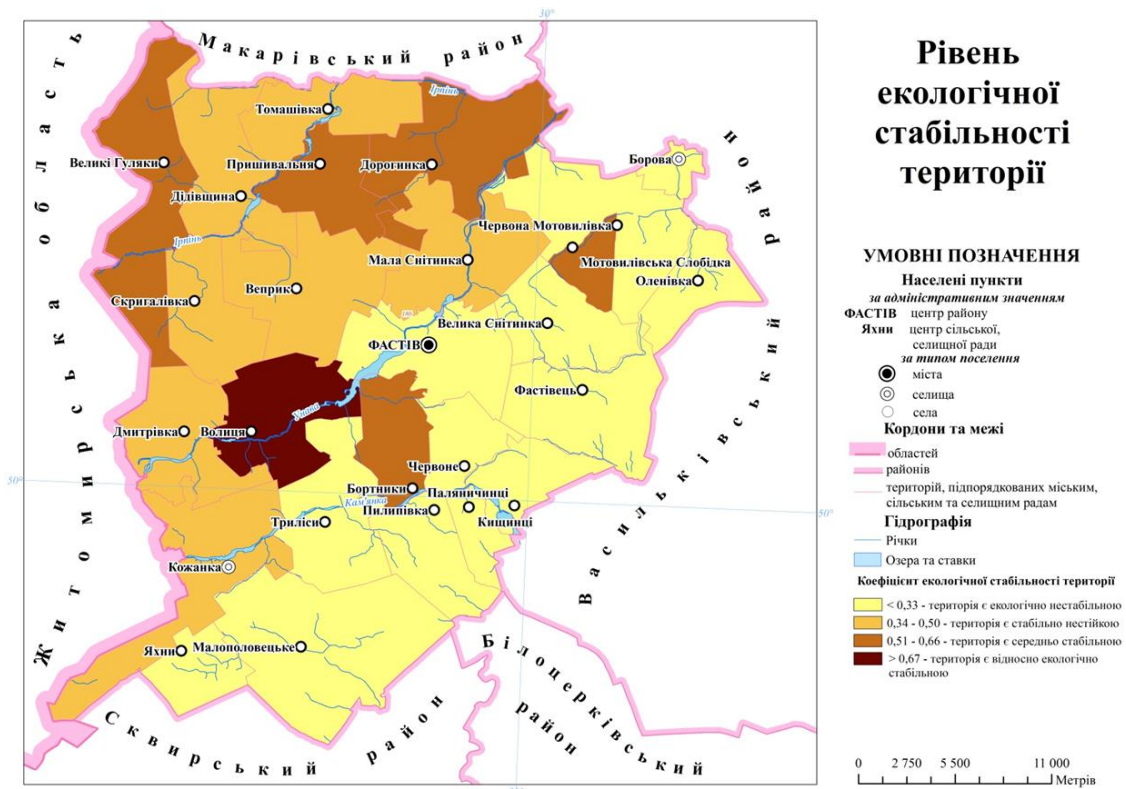 30°
Макарівський район
Житомирська область
Васильківський район
Сквирський район
Білоцерківський
район
50°
50°
Ірпінь
Томашівка
Великі Гуляки
Пришивальня
Дорогинка
Борова
Дідівщина
Червона Мотовилівка
Ірпінь
Мала Снітинка
Мотовилівська Слобідка
Оленівка
Скригалівка
Веприк
Велика Снітинка
ФАСТІВ
Фастівець
Унава
Дмитрівка
Волиця
Червоне
Бортники
Паляничинці
Кам'янка
Пилипівка
Триліси
Кищинці
Кожанка
Яхни
Малополовецьке
Рівень
екологічної
стабільності
території
УМОВНІ ПОЗНАЧЕННЯ
Населені пункти
за адміністративним значенням
ФАСТІВ центр району
Яхни центр сільської,
селищної ради
за типом поселення
міста
селища
села
Кордони та межі
областей
районів
територій, підпорядкованих міським,
сільським та селищним радам
Гідрографія
Річки
Озера та ставки
Коефіцієнт екологічної стабільності території
< 0,33 - територія є екологічно нестабільною
0,34 - 0,50 - територія є стабільно нестійкою
0,51 - 0,66 - територія є середньо стабільною
> 0,67 - територія є відносно екологічно
стабільною
0 2 750 5 500 11 000
Метрів